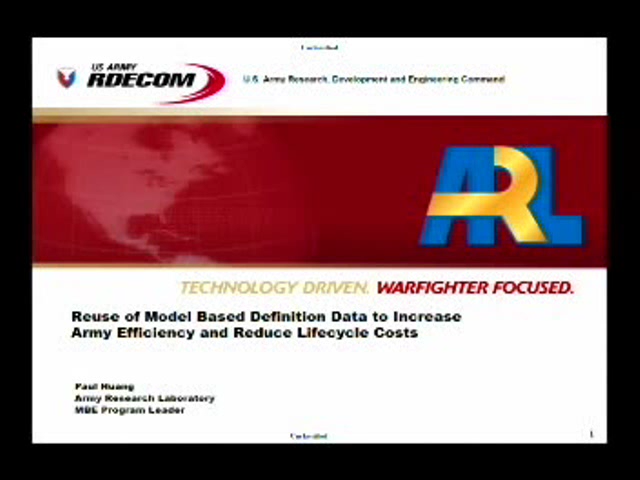 Unclassified
US ARMY
RDECOM
U.S. Army Research, Development and Engineering Command
ARL
TECHNOLOGY DRIVEN. WARFIGHTER FOCUSED.
Reuse of Model Based Definition Data to Increase
Army Efficiency and Reduce Lifecycle Costs
Paul Huang
Army Research Laboratory
MBE Program Leader
Unclassified
1